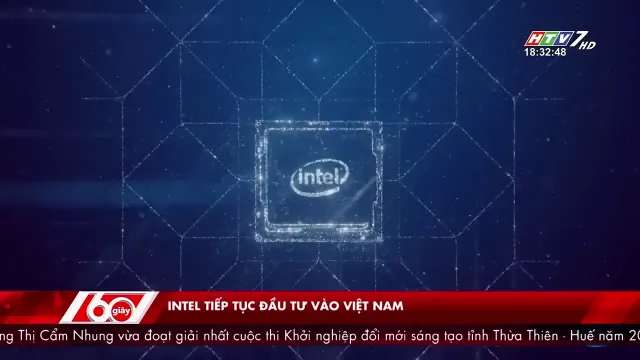 HTV7 HD
18:32:48
intel
60 giây
INTEL TIẾP TỤC ĐẦU TƯ VÀO VIỆT NAM
ng Thị Cẩm Nhung vừa đoạt giải nhất cuộc thi Khởi nghiệp đổi mới sáng tạo tỉnh Thừa Thiên - Huế năm 20